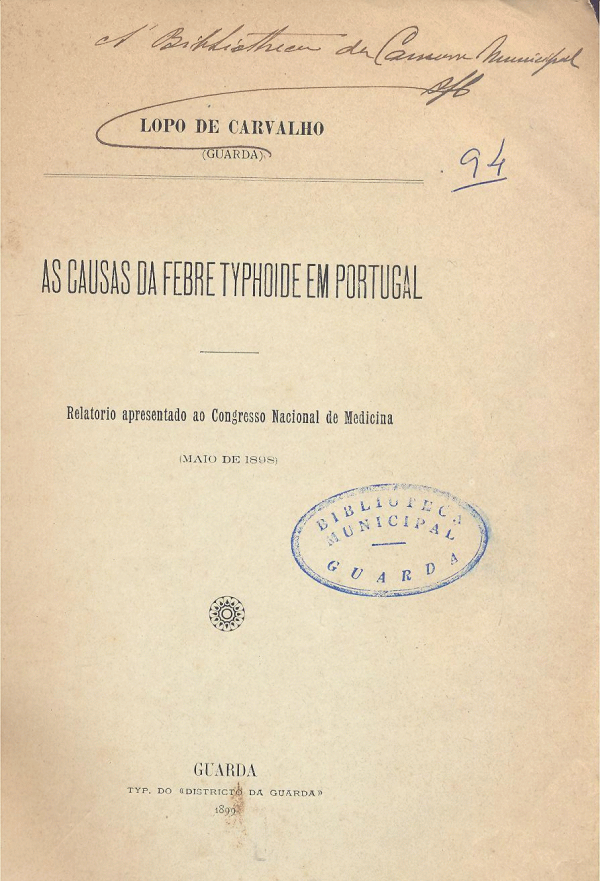 A' Bibliotheca da Camara Municipal
LOPO DE CARVALHO
(GUARDA)
94
AS CAUSAS DA FEBRE TYPHOIDE EM PORTUGAL
Relatorio apresentado ao Congresso Nacional de Medicina
(MAIO DE 1898)
BIBLIOTECA
MUNICIPAL
GUARDA
GUARDA
TYP. DO «DISTRICTO DA GUARDA»
1899